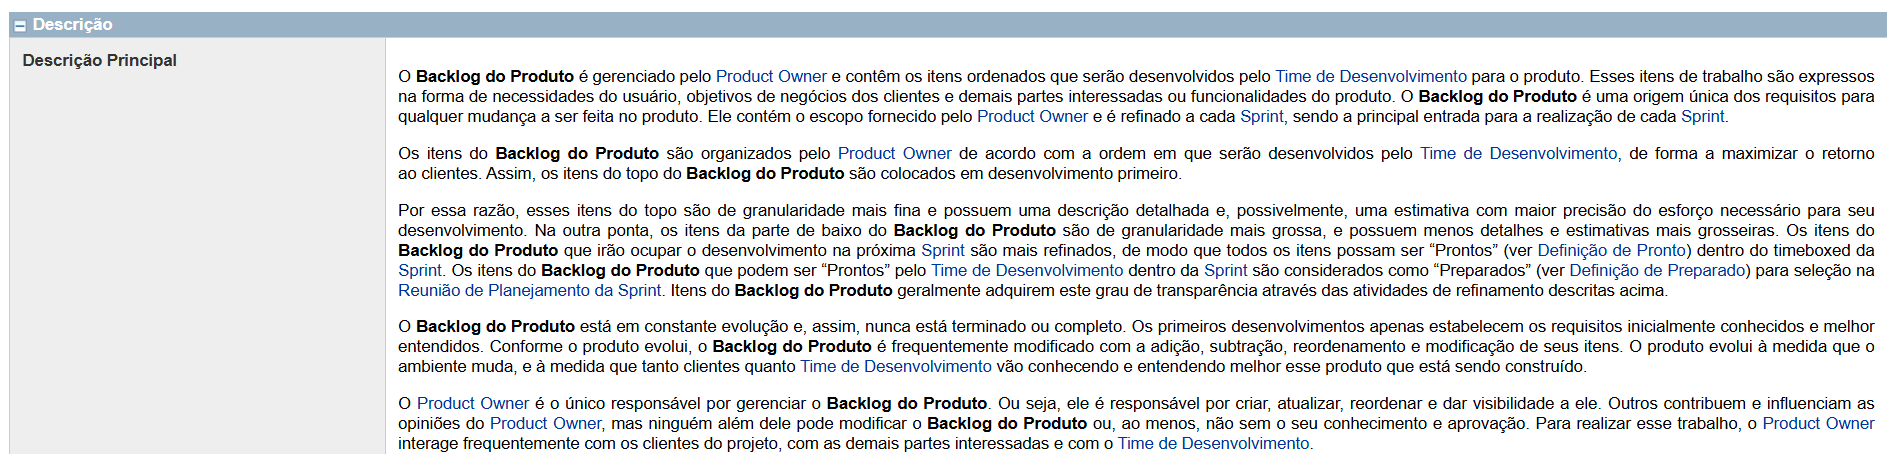 Descrição
Descrição Principal
O Backlog do Produto é gerenciado pelo Product Owner e contêm os itens ordenados que serão desenvolvidos pelo Time de Desenvolvimento para o produto. Esses itens de trabalho são expressos
na forma de necessidades do usuário, objetivos de negócios dos clientes e demais partes interessadas ou funcionalidades do produto. O Backlog do Produto é uma origem única dos requisitos para
qualquer mudança a ser feita no produto. Ele contém o escopo fornecido pelo Product Owner e é refinado a cada Sprint, sendo a principal entrada para a realização de cada Sprint.
Os itens do Backlog do Produto são organizados pelo Product Owner de acordo com a ordem em que serão desenvolvidos pelo Time de Desenvolvimento, de forma a maximizar o retorno
ao clientes. Assim, os itens do topo do Backlog do Produto são colocados em desenvolvimento primeiro.
Por essa razão, esses itens do topo são de granularidade mais fina e possuem uma descrição detalhada e, possivelmente, uma estimativa com maior precisão do esforço necessário para seu
desenvolvimento. Na outra ponta, os itens da parte de baixo do Backlog do Produto são de granularidade mais grossa, e possuem menos detalhes e estimativas mais grosseiras. Os itens do
Backlog do Produto que irão ocupar o desenvolvimento na próxima Sprint são mais refinados, de modo que todos os itens possam ser “Prontos” (ver Definição de Pronto) dentro do timeboxed da
Sprint. Os itens do Backlog do Produto que podem ser “Prontos” pelo Time de Desenvolvimento dentro da Sprint são considerados como “Preparados” (ver Definição de Preparado) para seleção na
Reunião de Planejamento da Sprint. Itens do Backlog do Produto geralmente adquirem este grau de transparência através das atividades de refinamento descritas acima.
O Backlog do Produto está em constante evolução e, assim, nunca está terminado ou completo. Os primeiros desenvolvimentos apenas estabelecem os requisitos inicialmente conhecidos e melhor
entendidos. Conforme o produto evolui, o Backlog do Produto é frequentemente modificado com a adição, subtração, reordenamento e modificação de seus itens. O produto evolui à medida que o
ambiente muda, e à medida que tanto clientes quanto Time de Desenvolvimento vão conhecendo e entendendo melhor esse produto que está sendo construído.
O Product Owner é o único responsável por gerenciar o Backlog do Produto. Ou seja, ele é responsável por criar, atualizar, reordenar e dar visibilidade a ele. Outros contribuem e influenciam as
opiniões do Product Owner, mas ninguém além dele pode modificar o Backlog do Produto ou, ao menos, não sem o seu conhecimento e aprovação. Para realizar esse trabalho, o Product Owner
interage frequentemente com os clientes do projeto, com as demais partes interessadas e com o Time de Desenvolvimento.